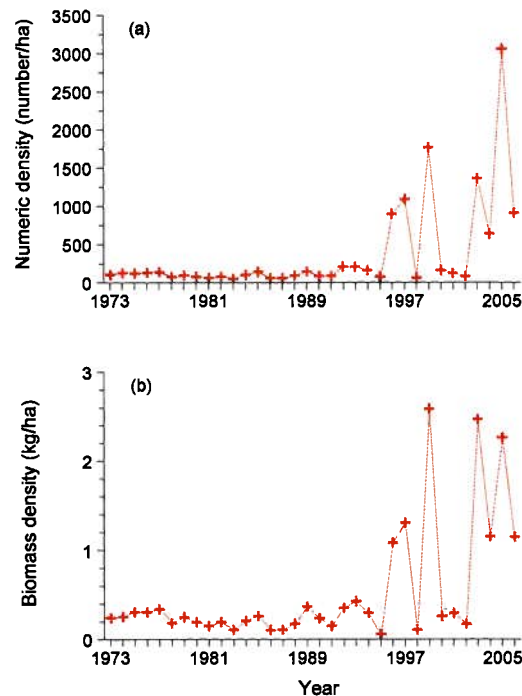 (a)
Numeric density (number/ha)
3500
3000
2500
2000
1500
1000
500
0
1973 1981 1989 1997 2005
(b)
Biomass density (kg/ha)
3
2
1
0
1973 1981 1989 1997 2005
Year